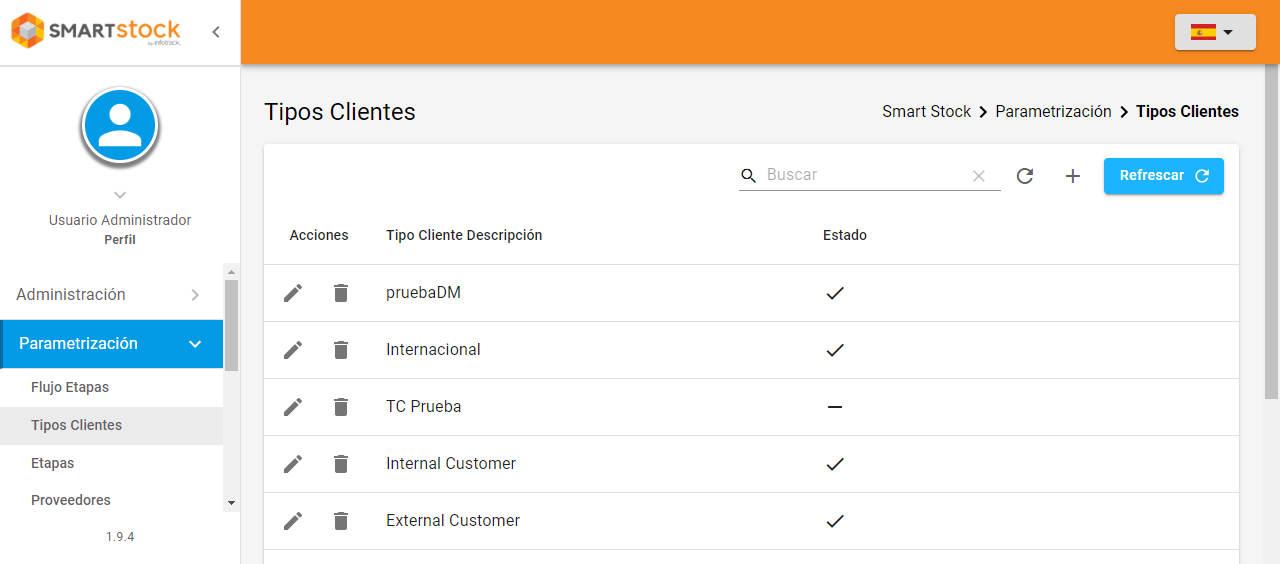 SMARTSTOCK
by infotrack.
Usuario Administrador
Perfil
Administración
Parametrización
Flujo Etapas
Tipos Clientes
Etapas
Proveedores
1.9.4
Tipos Clientes
Smart Stock > Parametrización > Tipos Clientes
Buscar
Refrescar
Acciones Tipo Cliente Descripción Estado
pruebaDM
Internacional
TC Prueba
Internal Customer
External Customer